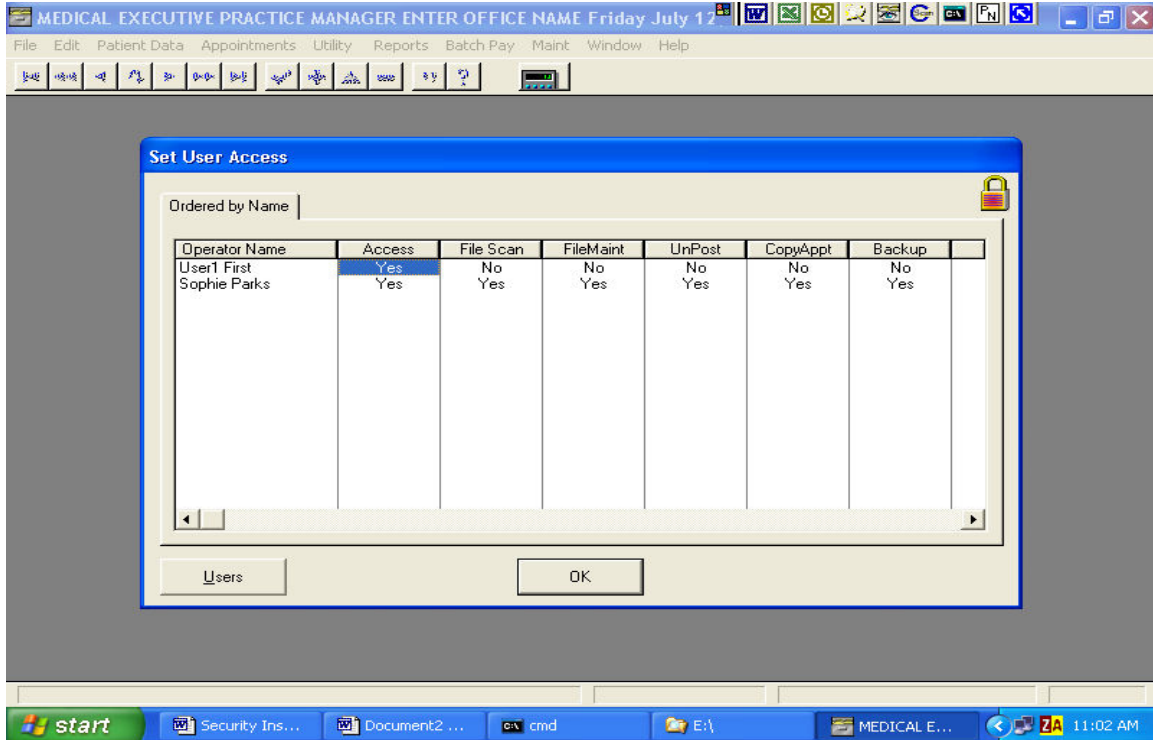 MEDICAL EXECUTIVE PRACTICE MANAGER ENTER OFFICE NAME Friday July 12
File Edit Patient Data Appointments Utility Reports Batch Pay Maint Window Help
Set User Access
Ordered by Name
Operator Name Access File Scan FileMaint UnPost CopyAppt Backup
User1 First Yes No No No No No
Sophie Parks Yes Yes Yes Yes Yes Yes
Users OK
start Security Ins... Document2 ... cmd E:\ MEDICAL E... ZA 11:02 AM